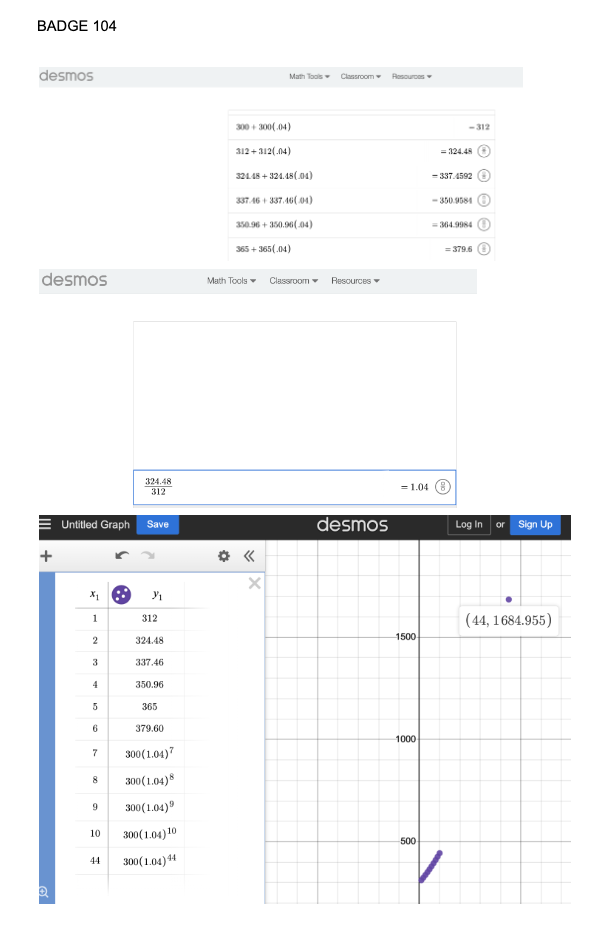 BADGE 104
desmos Math Tools ▾ Classroom ▾ Resources ▾
300 + 300(.04) = 312
312 + 312(.04) = 324.48
324.48 + 324.48(.04) = 337.4592
337.46 + 337.46(.04) = 350.9584
350.96 + 350.96(.04) = 364.9984
365 + 365(.04) = 379.6
desmos Math Tools ▾ Classroom ▾ Resources ▾
324.48
312
= 1.04
Untitled Graph Save desmos Log In or Sign Up
x₁ y₁
1 312
2 324.48
3 337.46
4 350.96
5 365
6 379.60
7 300(1.04)⁷
8 300(1.04)⁸
9 300(1.04)⁹
10 300(1.04)¹⁰
44 300(1.04)⁴⁴
(44, 1684.955)
1500
1000
500